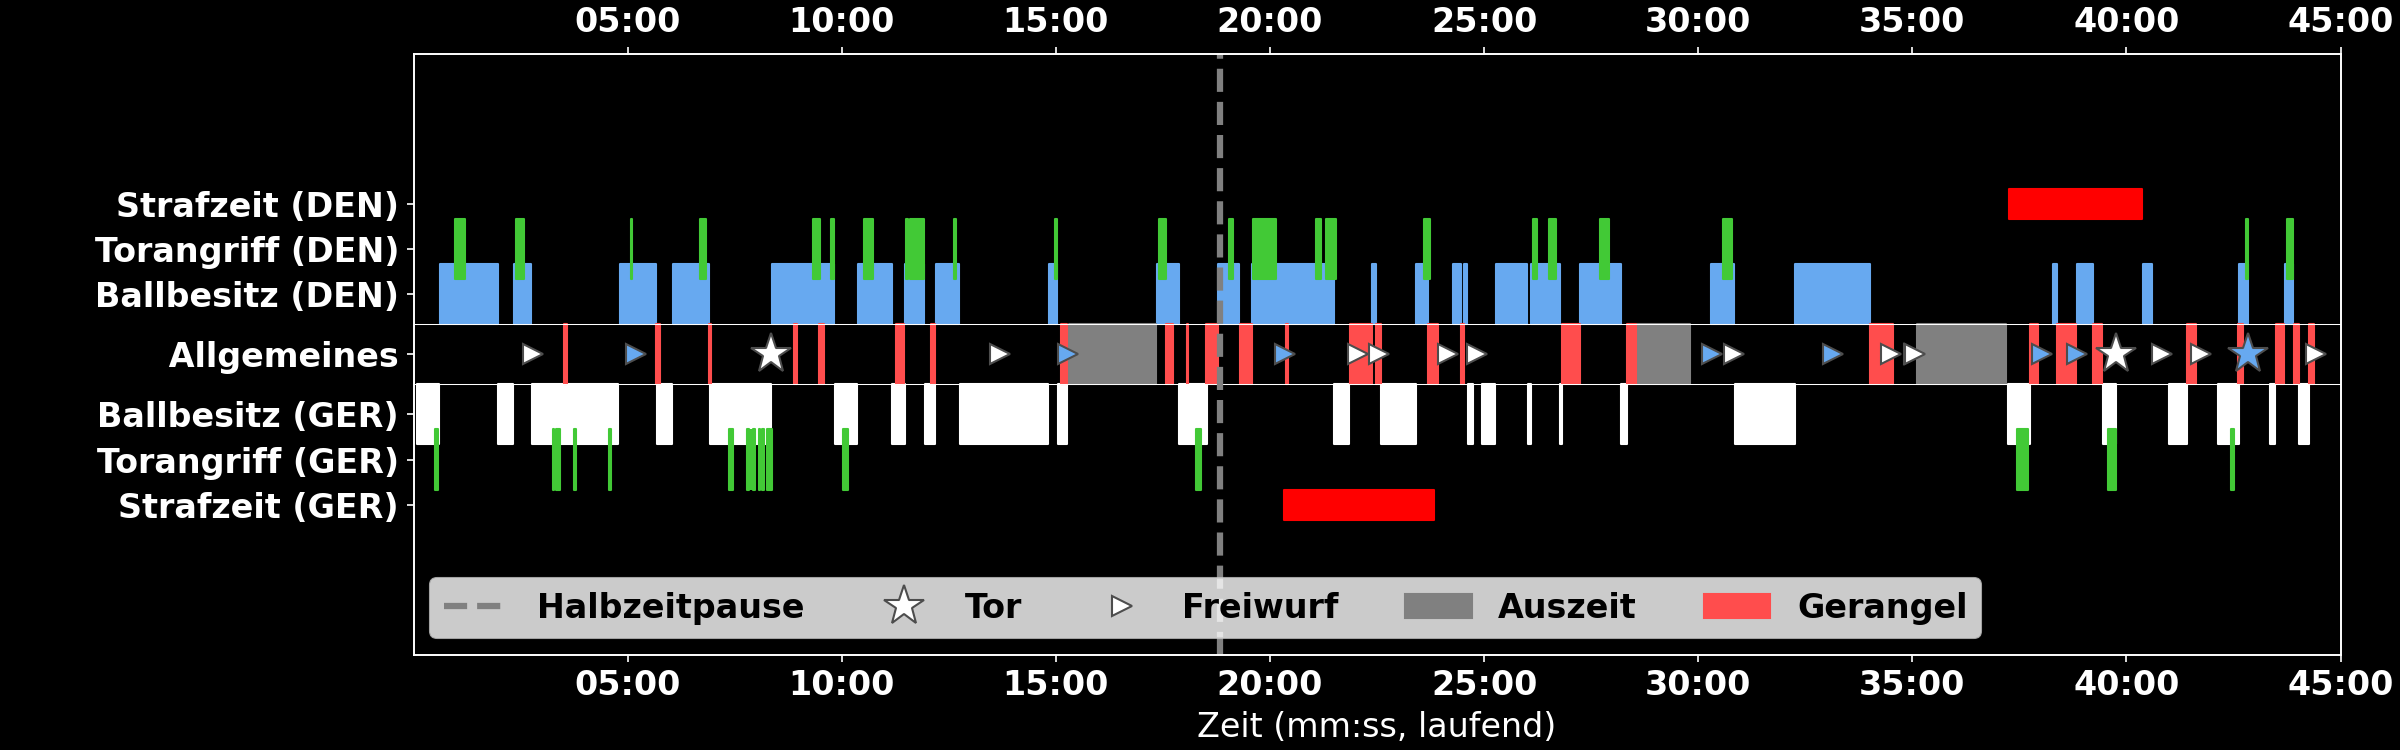 05:00 10:00 15:00 20:00 25:00 30:00 35:00 40:00 45:00
Strafzeit (DEN)
Torangriff (DEN)
Ballbesitz (DEN)
Allgemeines
Ballbesitz (GER)
Torangriff (GER)
Strafzeit (GER)
Halbzeitpause Tor Freiwurf Auszeit Gerangel
05:00 10:00 15:00 20:00 25:00 30:00 35:00 40:00 45:00
Zeit (mm:ss, laufend)